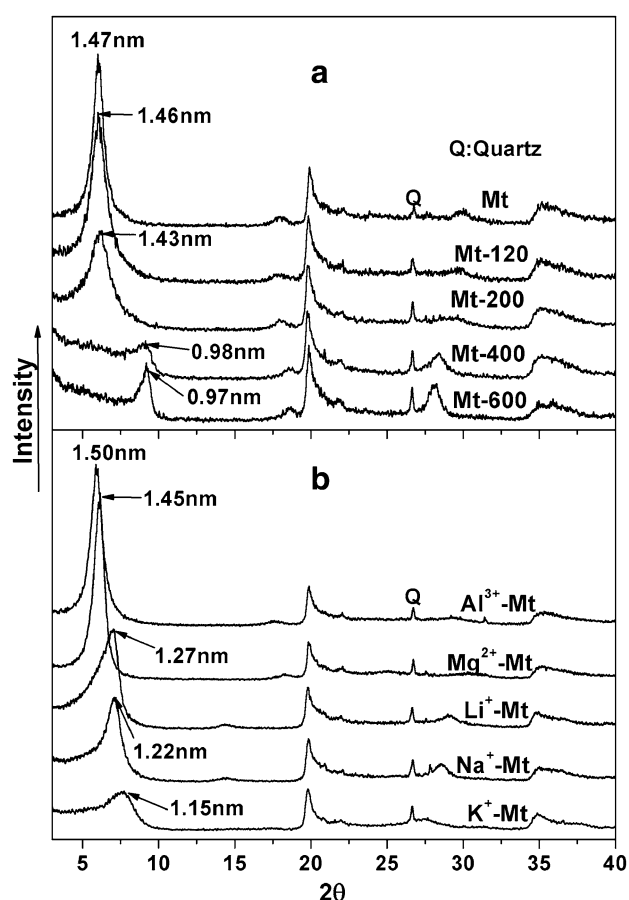 1.47nm
a
1.46nm
Q:Quartz
Q
Mt
1.43nm
Mt-120
Mt-200
0.98nm
Mt-400
0.97nm
Mt-600
Intensity
1.50nm
b
1.45nm
Q
Al3+-Mt
1.27nm
Mg2+-Mt
Li+-Mt
1.22nm
Na+-Mt
1.15nm
K+-Mt
5 10 15 20 25 30 35 40
2θ